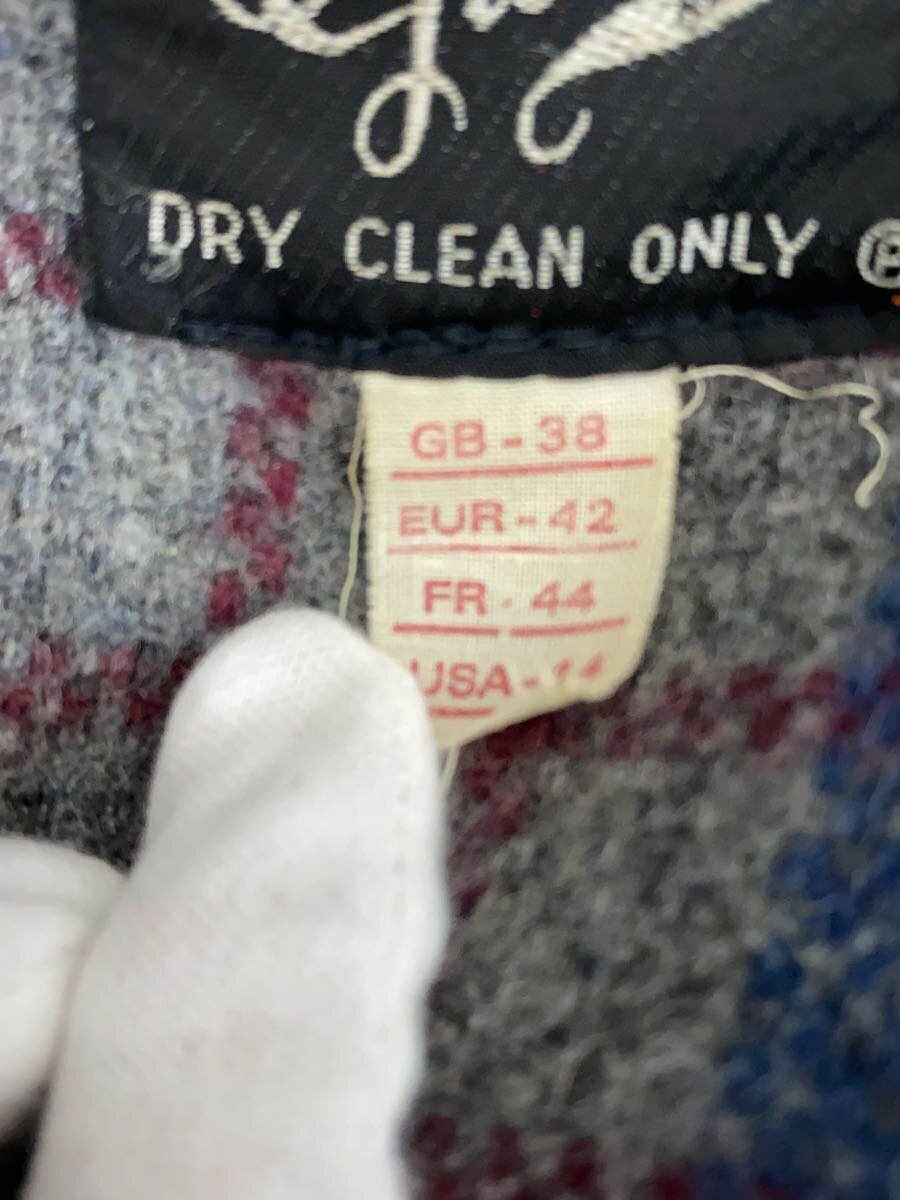 DRY CLEAN ONLY Ⓟ
GB - 38
EUR - 42
FR - 44
USA - 14